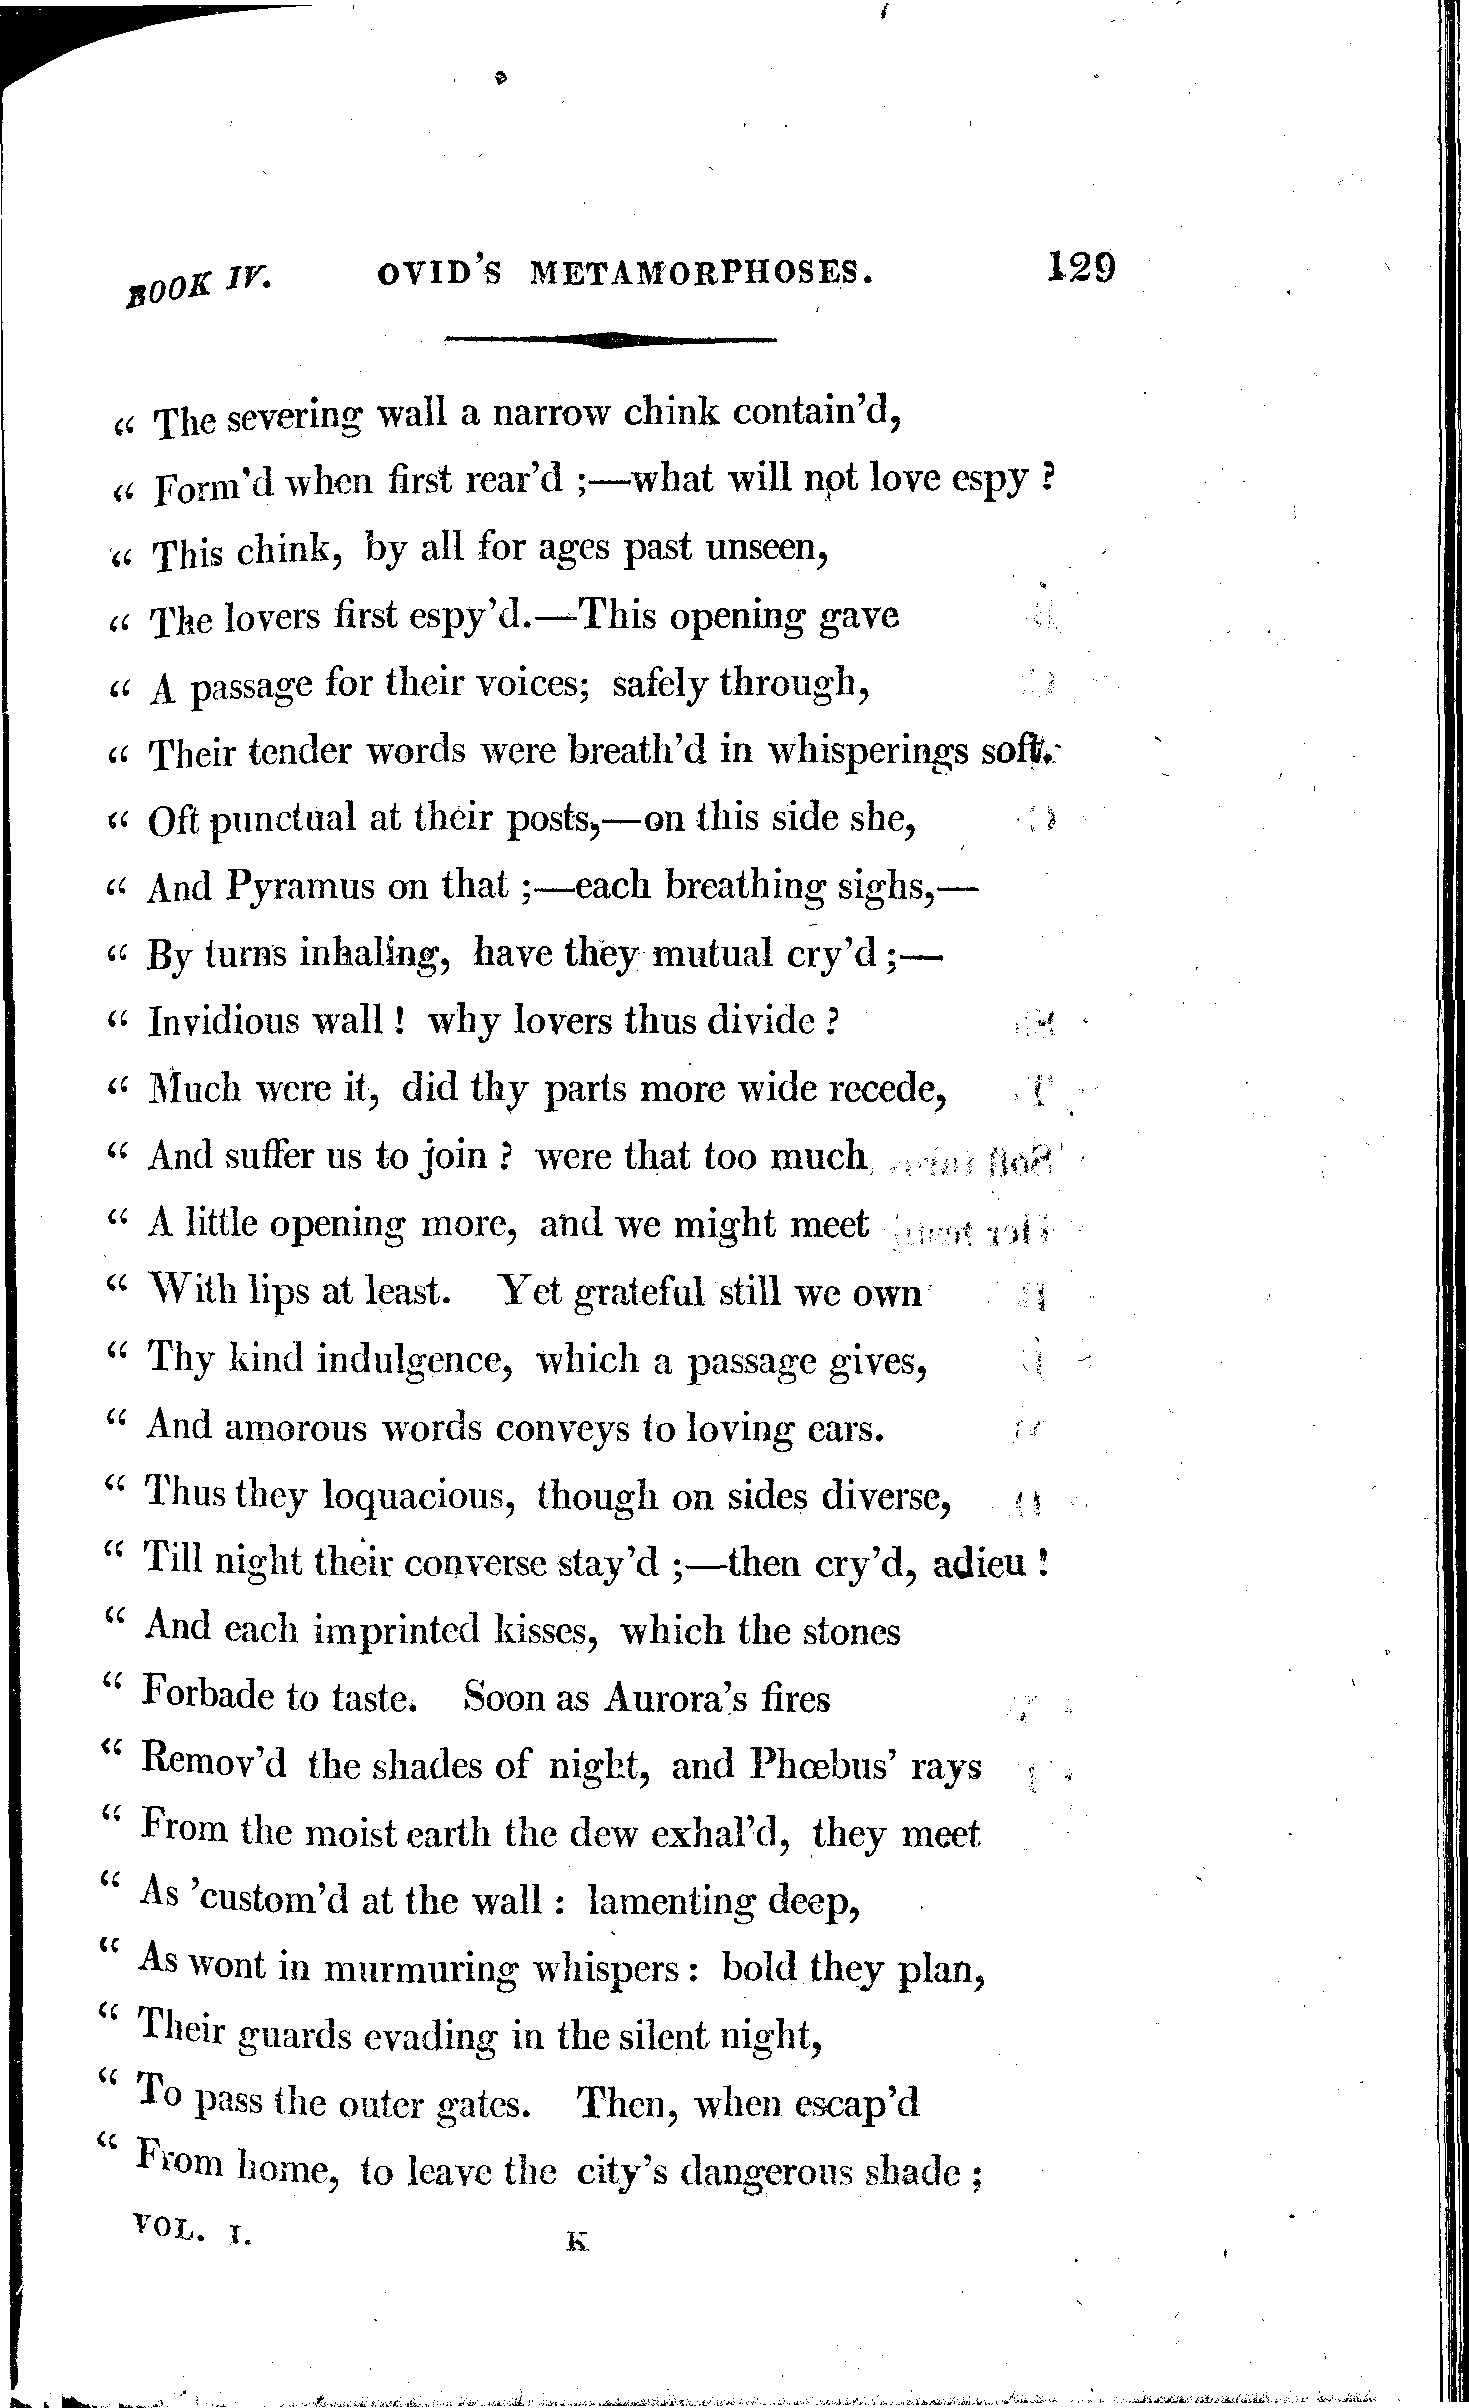 BOOK IV. OVID'S METAMORPHOSES. 129
“ The severing wall a narrow chink contain'd,
“ Form'd when first rear'd ;—what will not love espy ?
“ This chink, by all for ages past unseen,
“ The lovers first espy'd.—This opening gave
“ A passage for their voices; safely through,
“ Their tender words were breath'd in whisperings soft.
“ Oft punctual at their posts,—on this side she,
“ And Pyramus on that ;—each breathing sighs,—
“ By turns inhaling, have they mutual cry'd ;—
“ Invidious wall ! why lovers thus divide ?
“ Much were it, did thy parts more wide recede,
“ And suffer us to join ? were that too much
“ A little opening more, and we might meet
“ With lips at least. Yet grateful still we own
“ Thy kind indulgence, which a passage gives,
“ And amorous words conveys to loving ears.
“ Thus they loquacious, though on sides diverse,
“ Till night their converse stay'd ;—then cry'd, adieu !
“ And each imprinted kisses, which the stones
“ Forbade to taste. Soon as Aurora's fires
“ Remov'd the shades of night, and Phœbus' rays
“ From the moist earth the dew exhal'd, they meet
“ As 'custom'd at the wall : lamenting deep,
“ As wont in murmuring whispers : bold they plan,
“ Their guards evading in the silent night,
“ To pass the outer gates. Then, when escap'd
“ From home, to leave the city's dangerous shade ;
VOL. I. K